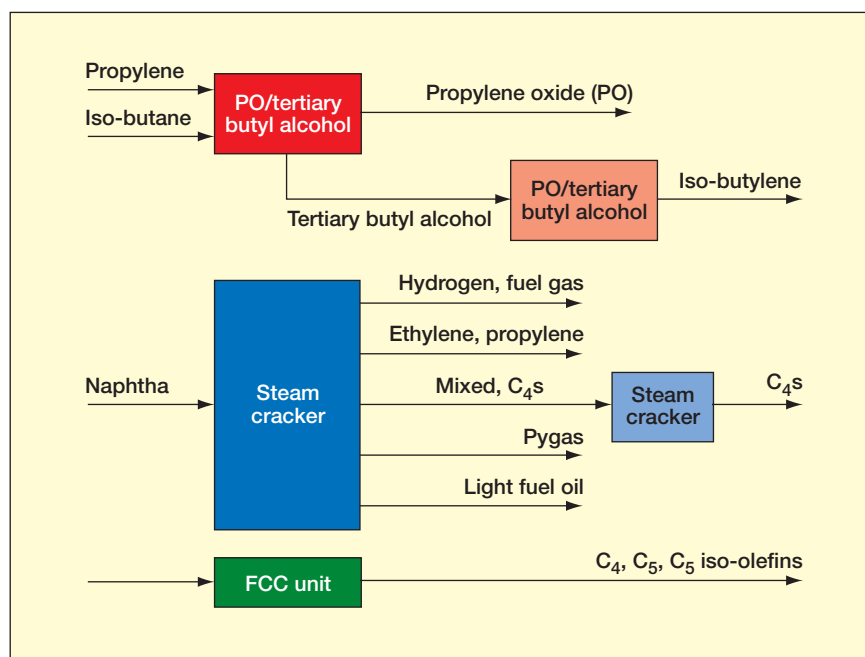 Propylene
Iso-butane
PO/tertiary
butyl alcohol
Propylene oxide (PO)
Tertiary butyl alcohol
PO/tertiary
butyl alcohol
Iso-butylene
Naphtha
Steam
cracker
Hydrogen, fuel gas
Ethylene, propylene
Mixed, C₄s
Pygas
Light fuel oil
Steam
cracker
C₄s
FCC unit
C₄, C₅, C₅ iso-olefins